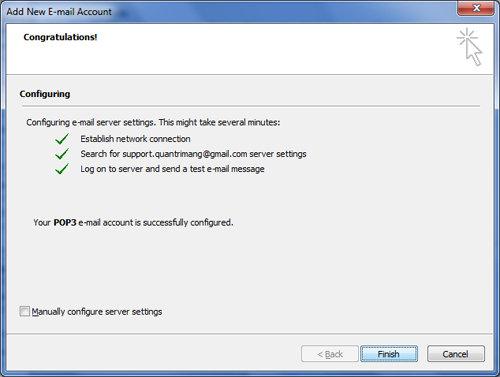 Add New E-mail Account
Congratulations!
Configuring
Configuring e-mail server settings. This might take several minutes:
Establish network connection
Search for support.quantrimang@gmail.com server settings
Log on to server and send a test e-mail message
Your POP3 e-mail account is successfully configured.
Manually configure server settings
< Back Finish Cancel